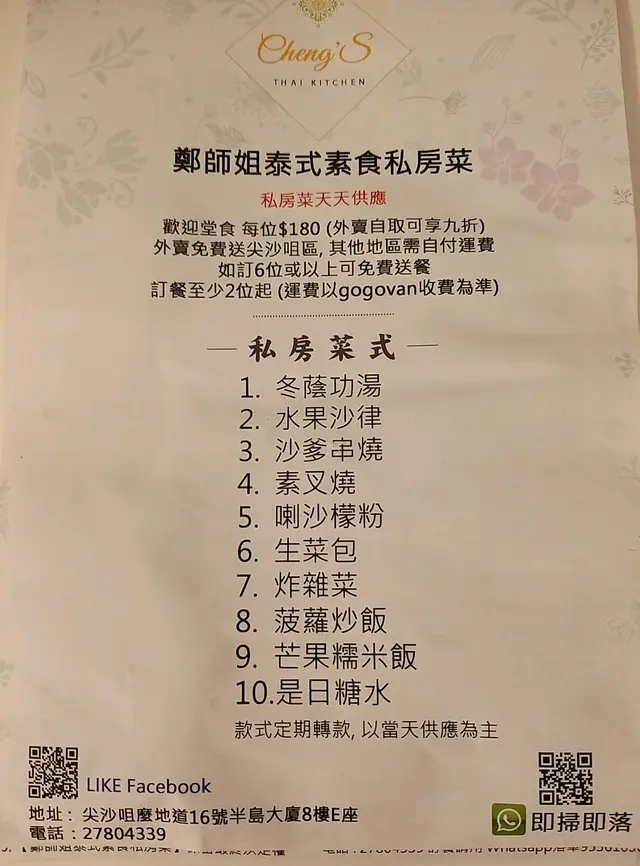 Cheng'S
THAI KITCHEN
鄭師姐泰式素食私房菜
私房菜天天供應
歡迎堂食 每位$180 (外賣自取可享九折)
外賣免費送尖沙咀區, 其他地區需自付運費
如訂6位或以上可免費送餐
訂餐至少2位起 (運費以gogovan收費為準)
私房菜式
1. 冬蔭功湯
2. 水果沙律
3. 沙爹串燒
4. 素叉燒
5. 喇沙檬粉
6. 生菜包
7. 炸雜菜
8. 菠蘿炒飯
9. 芒果糯米飯
10.是日糖水
款式定期轉款, 以當天供應為主
LIKE Facebook
地址: 尖沙咀麼地道16號半島大廈8樓E座
電話:27804339
即掃即落